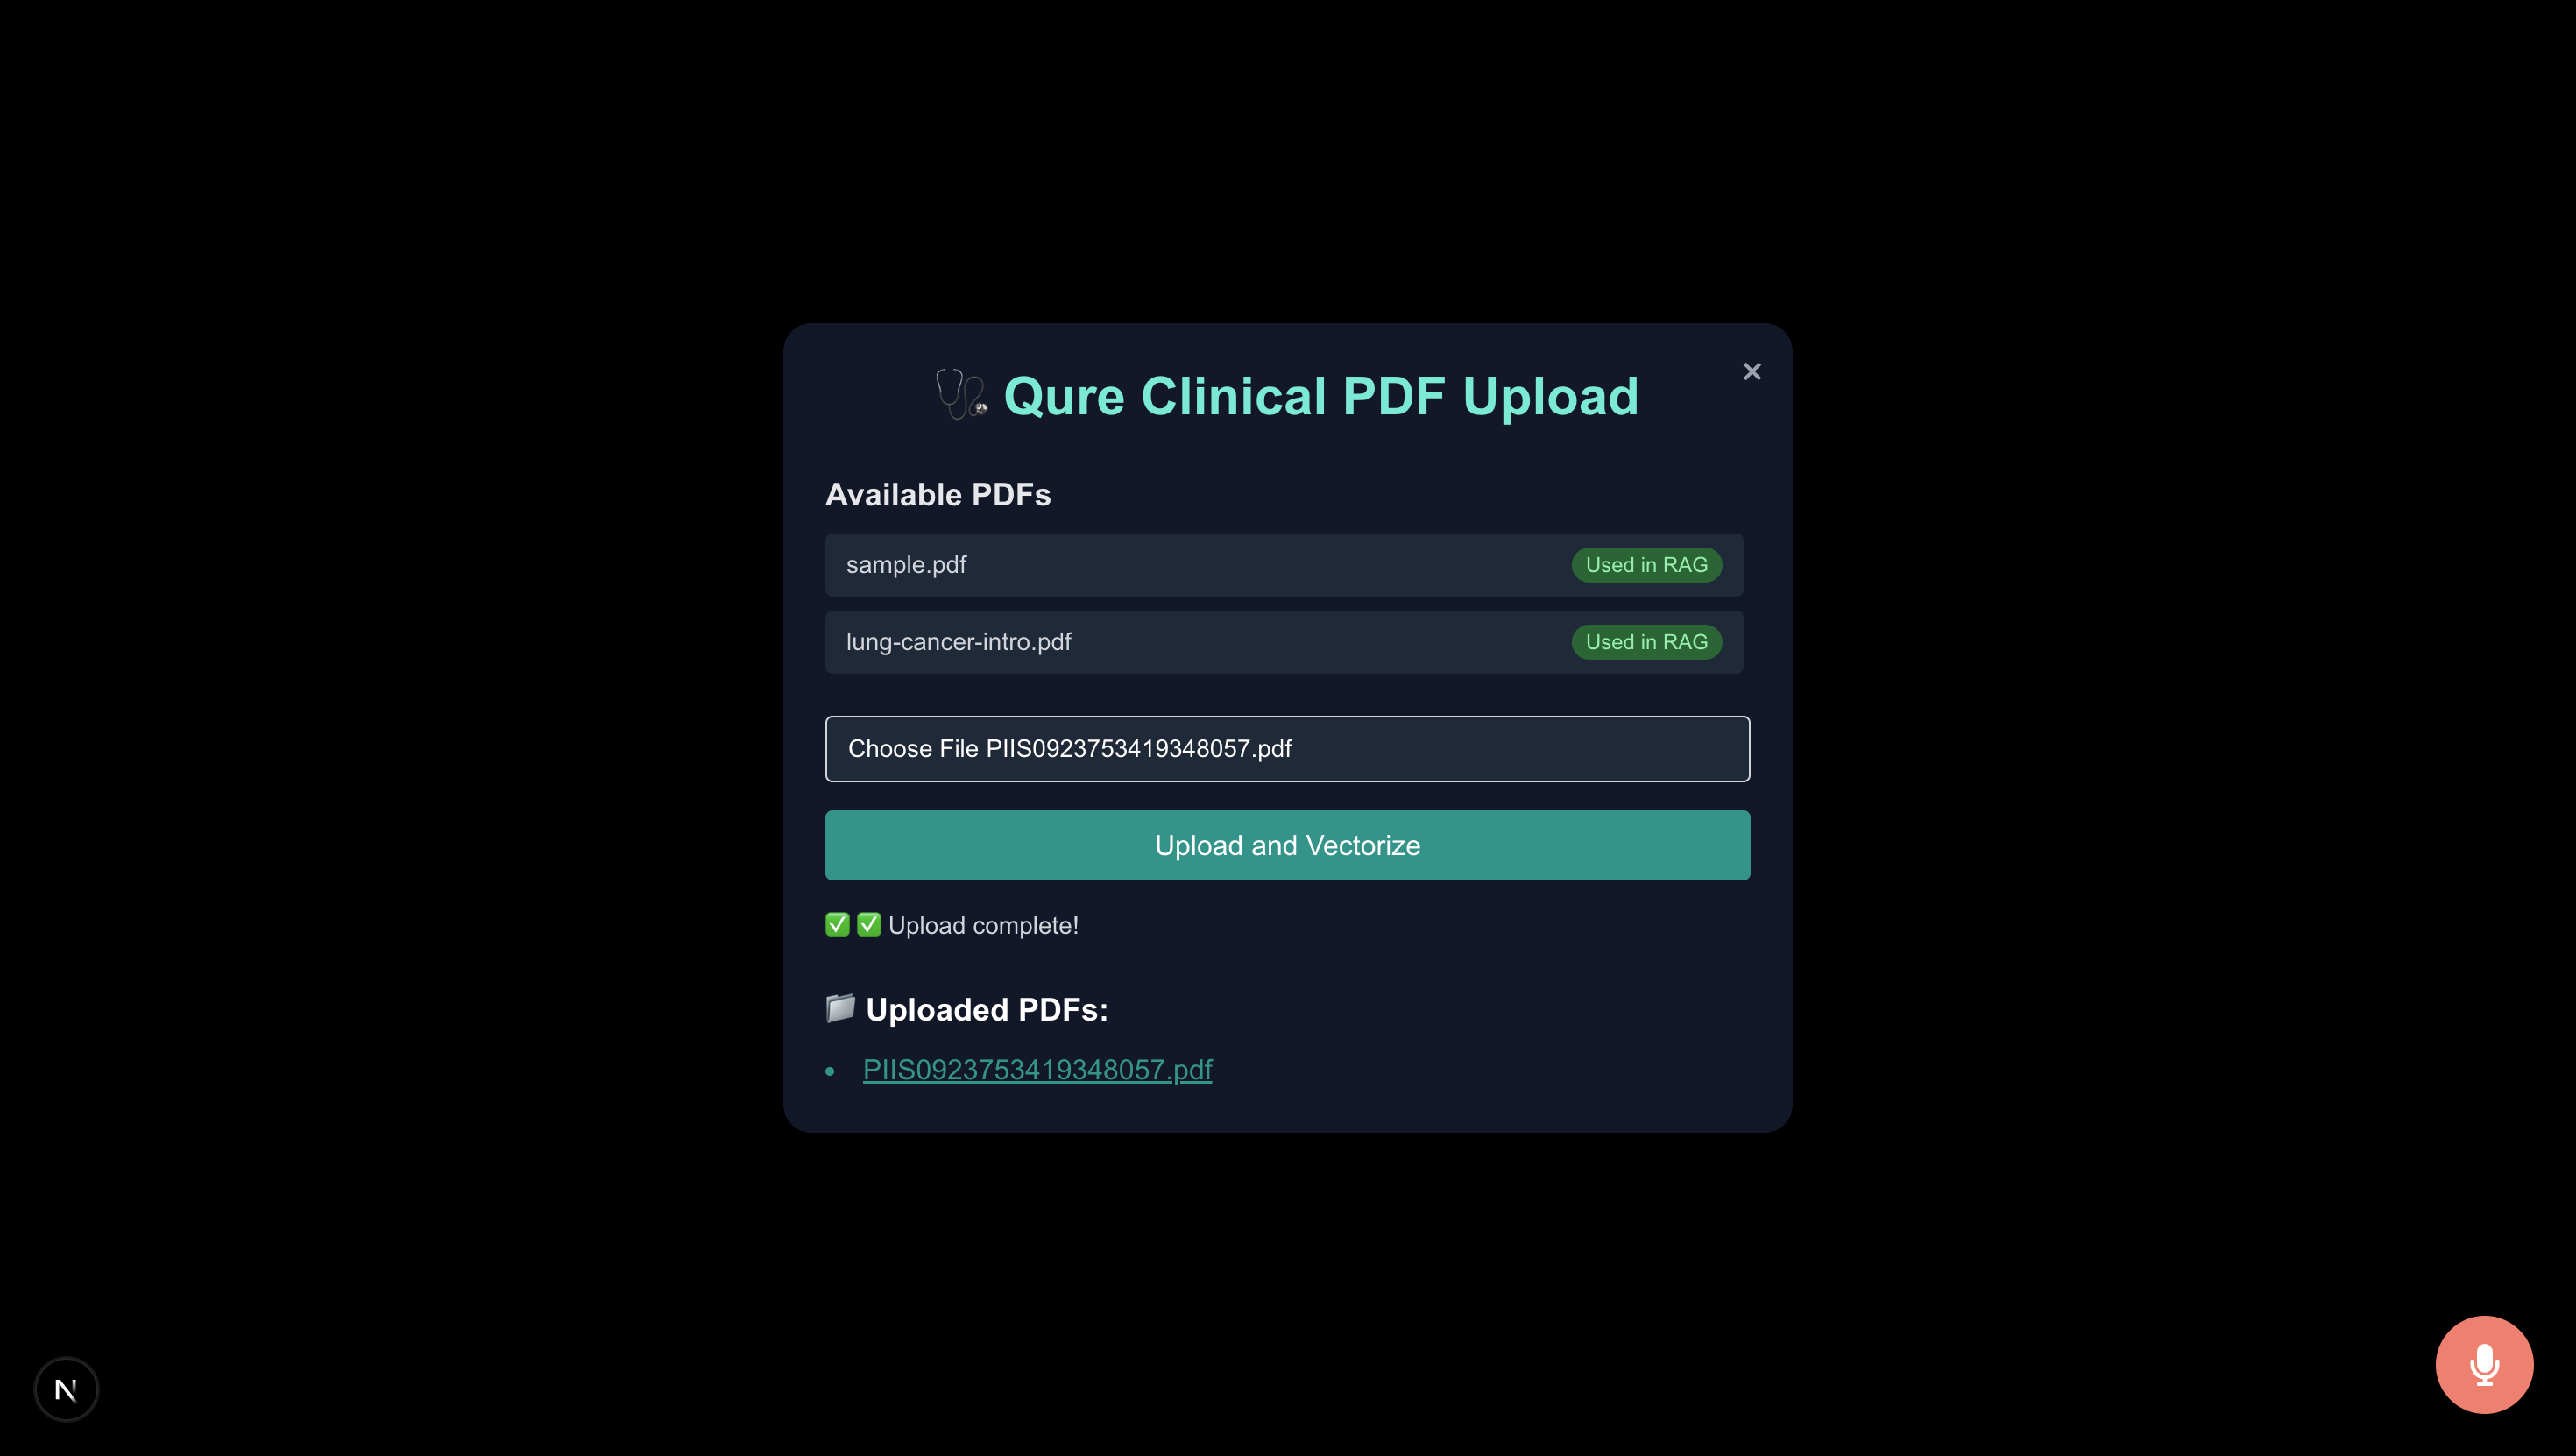 Qure Clinical PDF Upload
×
Available PDFs
sample.pdf Used in RAG
lung-cancer-intro.pdf Used in RAG
Choose File PIIS0923753419348057.pdf
Upload and Vectorize
✅ ✅ Upload complete!
Uploaded PDFs:
• PIIS0923753419348057.pdf
N